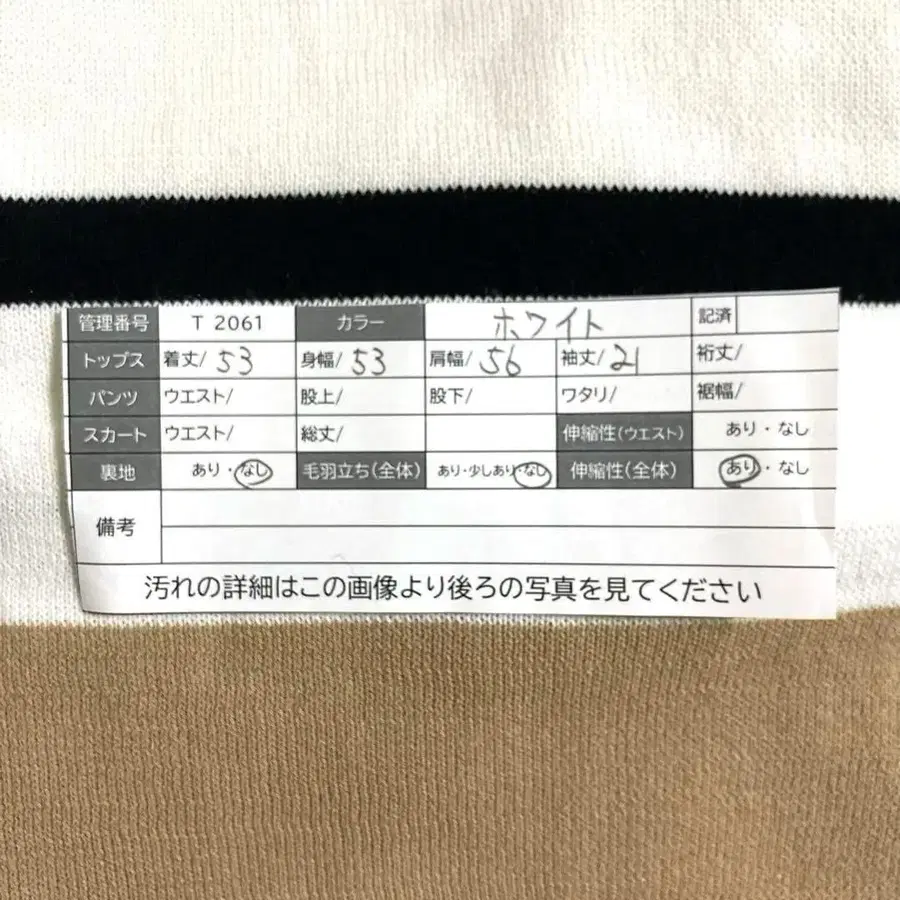 管理番号 T 2061 カラー ホワイト 記済
トップス 着丈/ 53 身幅/ 53 肩幅/ 56 袖丈/ 21 裄丈/
パンツ ウエスト/ 股上/ 股下/ ワタリ/ 裾幅/
スカート ウエスト/ 総丈/ 伸縮性(ウエスト) あり・なし
裏地 あり・なし 毛羽立ち(全体) あり・少しあり・なし 伸縮性(全体) あり・なし
備考
汚れの詳細はこの画像より後ろの写真を見てください